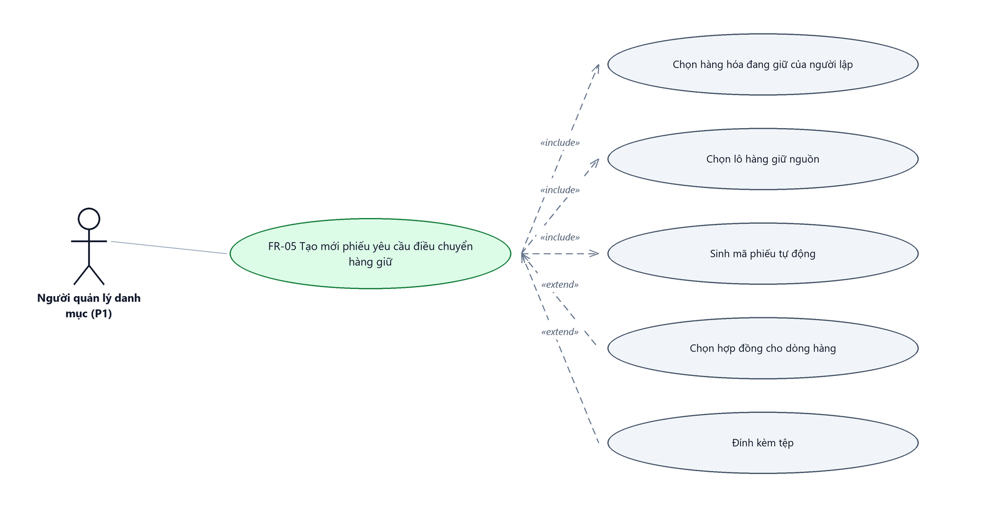 Chọn hàng hóa đang giữ của người lập
«include»
Chọn lô hàng giữ nguồn
«include»
«include»
FR-05 Tạo mới phiếu yêu cầu điều chuyển
hàng giữ
Sinh mã phiếu tự động
Người quản lý danh
mục (P1)
«extend»
«extend»
Chọn hợp đồng cho dòng hàng
Đính kèm tệp